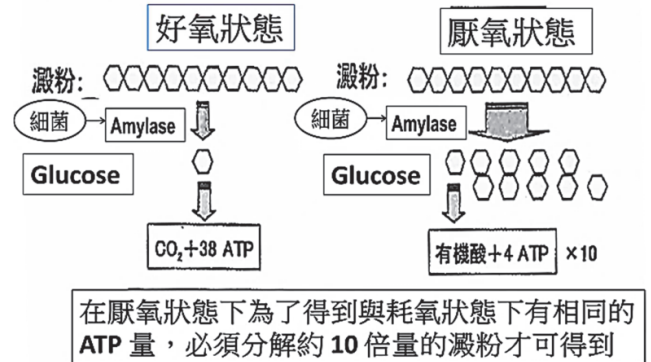 好氧狀態
厭氧狀態
澱粉:
澱粉:
細菌
Amylase
細菌
Amylase
Glucose
Glucose
CO₂+38 ATP
有機酸+4 ATP ×10
在厭氧狀態下為了得到與耗氧狀態下有相同的
ATP 量，必須分解約 10 倍量的澱粉才可得到